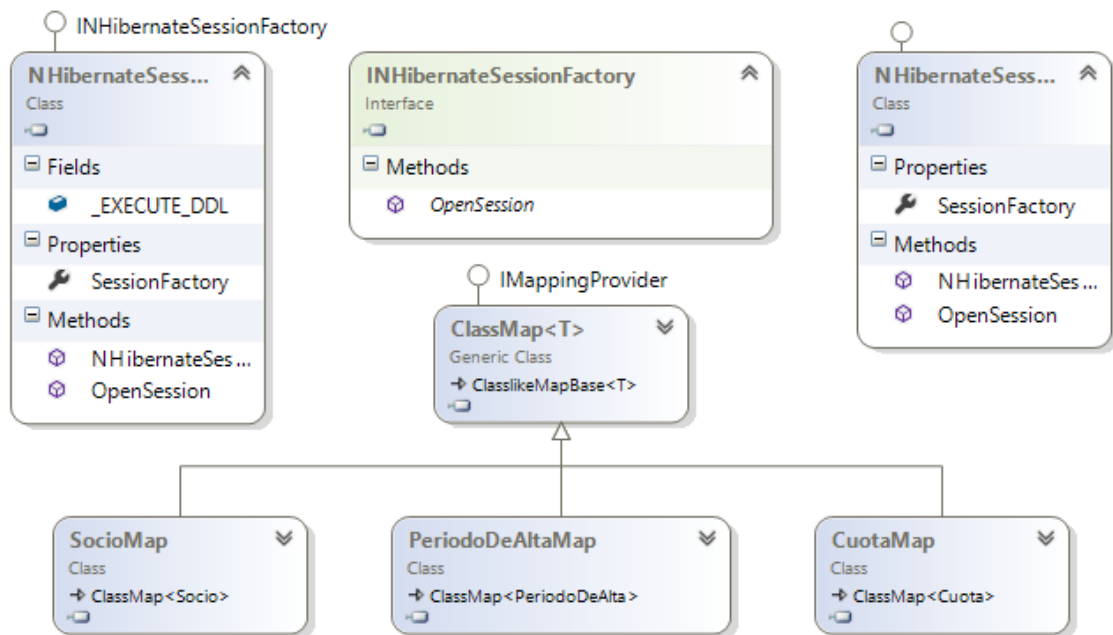 INHibernateSessionFactory
NHibernateSess...
Class
Fields
_EXECUTE_DDL
Properties
SessionFactory
Methods
NHibernateSes...
OpenSession
INHibernateSessionFactory
Interface
Methods
OpenSession
NHibernateSess...
Class
Properties
SessionFactory
Methods
NHibernateSes...
OpenSession
IMappingProvider
ClassMap<T>
Generic Class
ClasslikeMapBase<T>
SocioMap
Class
ClassMap<Socio>
PeriodoDeAltaMap
Class
ClassMap<PeriodoDeAlta>
CuotaMap
Class
ClassMap<Cuota>